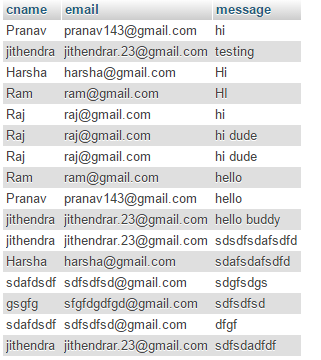 cname email message
Pranav pranav143@gmail.com hi
jithendra jithendrar.23@gmail.com testing
Harsha harsha@gmail.com Hi
Ram ram@gmail.com HI
Raj raj@gmail.com hi
Raj raj@gmail.com hi dude
Raj raj@gmail.com hi dude
Ram ram@gmail.com hello
Pranav pranav143@gmail.com hello
jithendra jithendrar.23@gmail.com hello buddy
jithendra jithendrar.23@gmail.com sdsdfsdafsdfd
Harsha harsha@gmail.com sdafsdafsdfd
sdafdsdf sdfsdfsd@gmail.com sdgfsdgs
gsgfg sfgfdgdfgd@gmail.com sdfsdfsd
sdafdsdf sdfsdfsd@gmail.com dfgf
jithendra jithendrar.23@gmail.com sdfsdadfdf